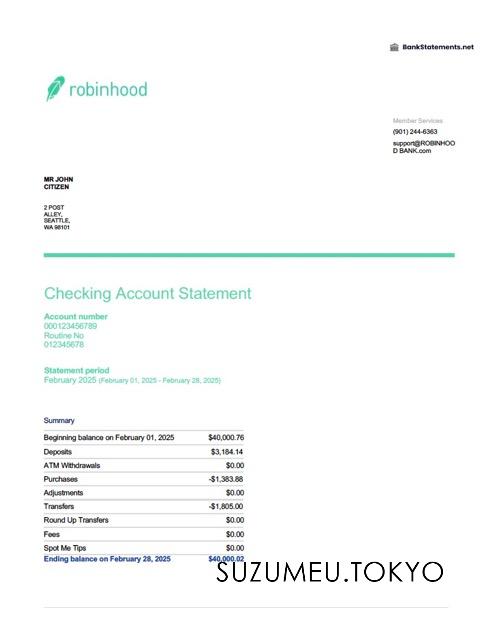 BankStatements.net
robinhood
Member Services
(901) 244-6363
support@ROBINHOO
D BANK.com
MR JOHN
CITIZEN
2 POST
ALLEY,
SEATTLE,
WA 98101
Checking Account Statement
Account number
000123456789
Routine No
012345678
Statement period
February 2025 (February 01, 2025 - February 28, 2025)
Summary
Beginning balance on February 01, 2025 $40,000.76
Deposits $3,184.14
ATM Withdrawals $0.00
Purchases -$1,383.88
Adjustments $0.00
Transfers -$1,805.00
Round Up Transfers $0.00
Fees $0.00
Spot Me Tips $0.00
Ending balance on February 28, 2025 $40,000.02
SUZUMEU.TOKYO